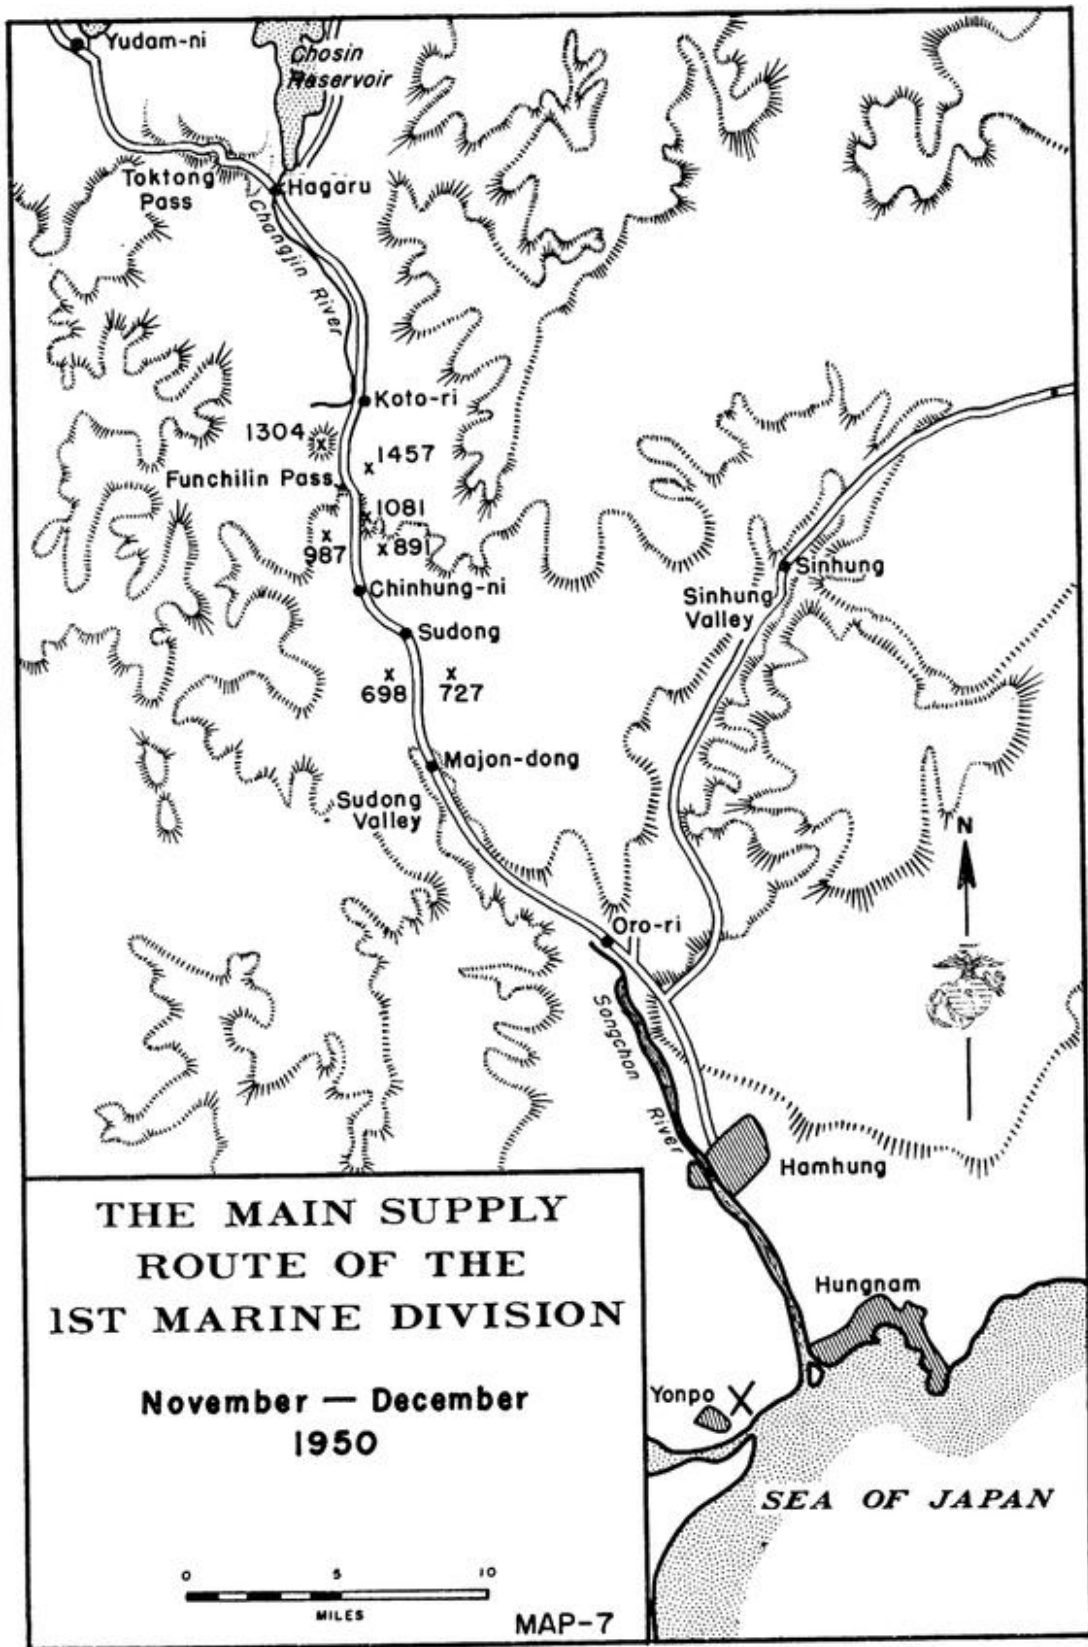 Yudam-ni
Chosin
Reservoir
Toktong
Pass
Hagaru
Changjin River
Koto-ri
1304
1457
Funchilin Pass
1081
987
891
Chinhung-ni
Sinhung
Sinhung
Valley
Sudong
698
727
Majon-dong
Sudong
Valley
N
Oro-ri
Songchon River
Hamhung
THE MAIN SUPPLY
ROUTE OF THE
1ST MARINE DIVISION
November — December
1950
Hungnam
Yonpo
SEA OF JAPAN
0 5 10
MILES
MAP-7